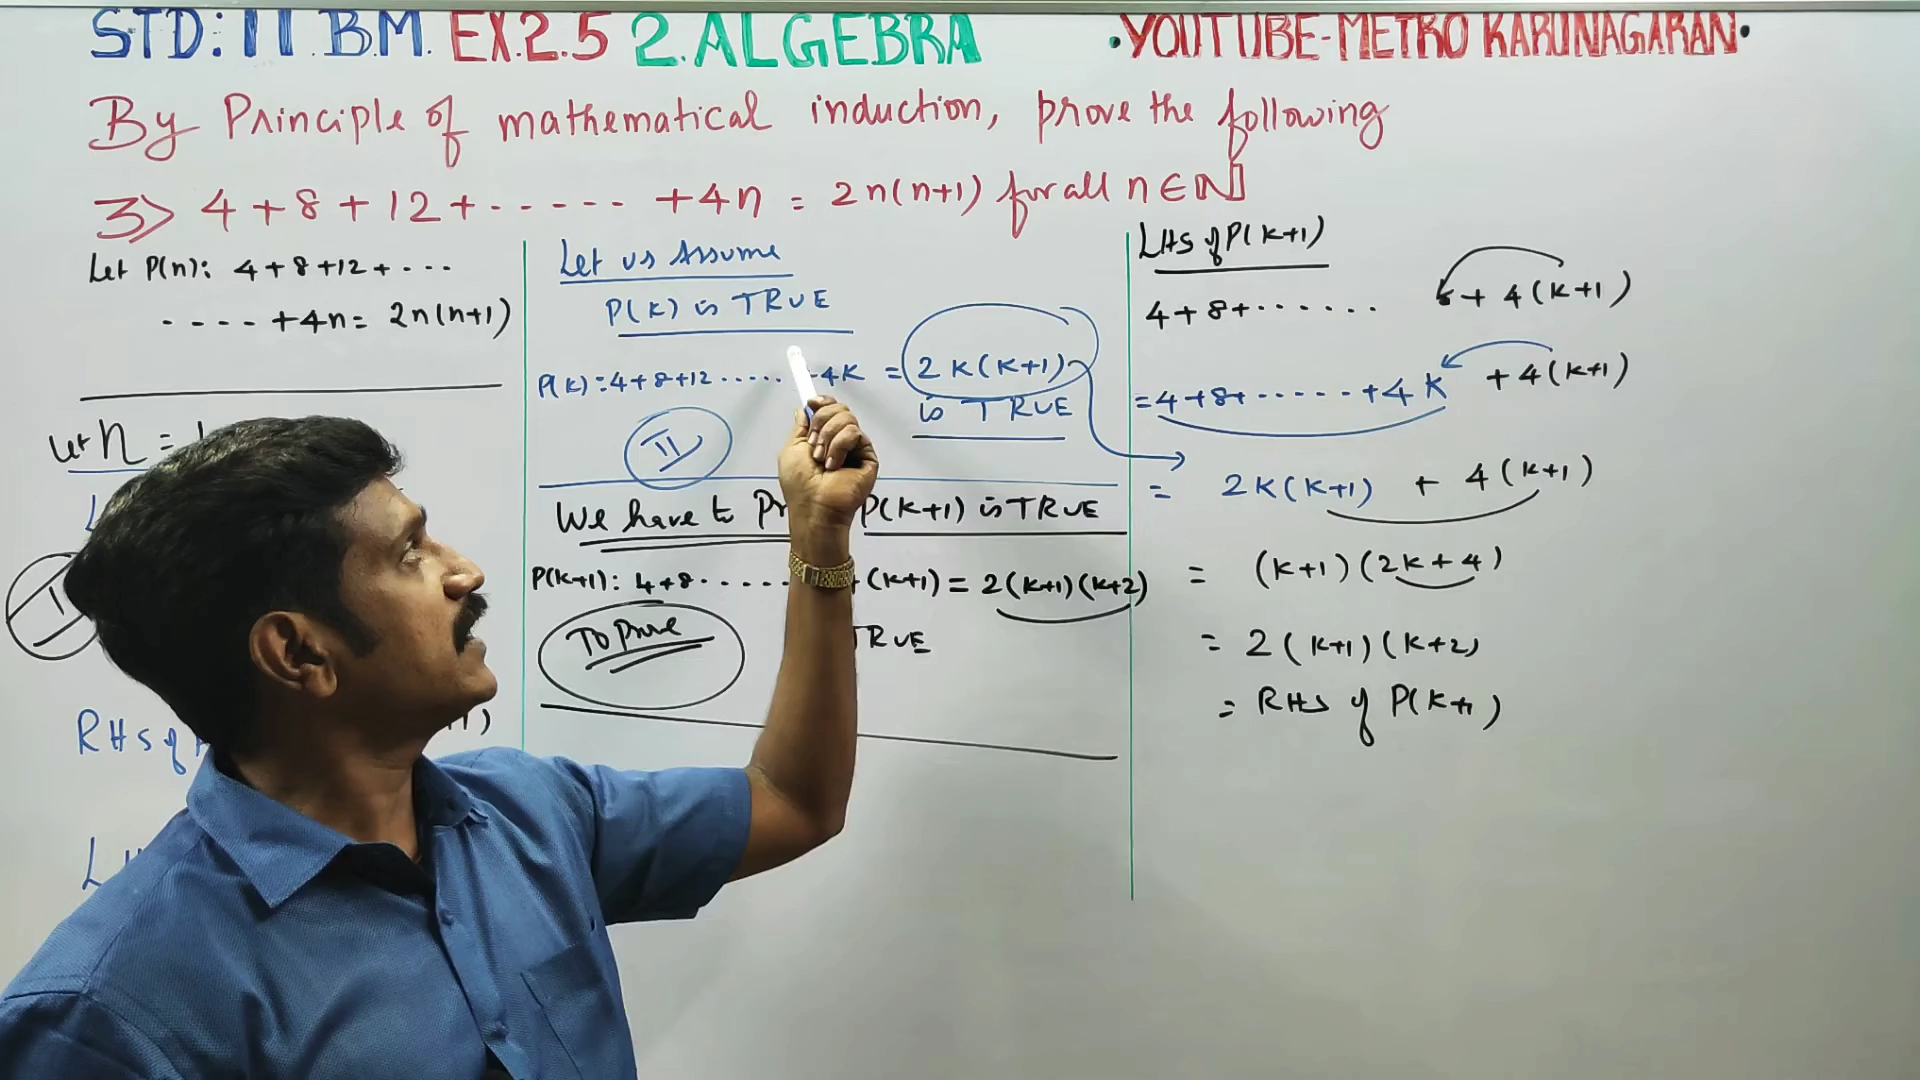 STD: 11 .B.M. EX.2.5 2. ALGEBRA
•YOUTUBE-METRO KARUNAGARAN•
By Principle of mathematical induction, prove the following
3> 4+8+12+......+4n = 2n(n+1) for all n∈N
Let P(n): 4+8+12+...
....+4n= 2n(n+1)
Let n =
RHS of
Let us Assume
P(k) is TRUE
P(k):4+8+12.....+4k = 2k(k+1)
is TRUE
II
We have to P(k+1) is TRUE
P(k+1): 4+8...... (k+1) = 2(k+1)(k+2)
To prove
TRUE
LHS of P(k+1)
4+8+...... + 4(k+1)
=4+8+.....+4k +4(k+1)
= 2k(k+1) + 4(k+1)
= (k+1)(2k+4)
= 2(k+1)(k+2)
= RHS of P(k+1)